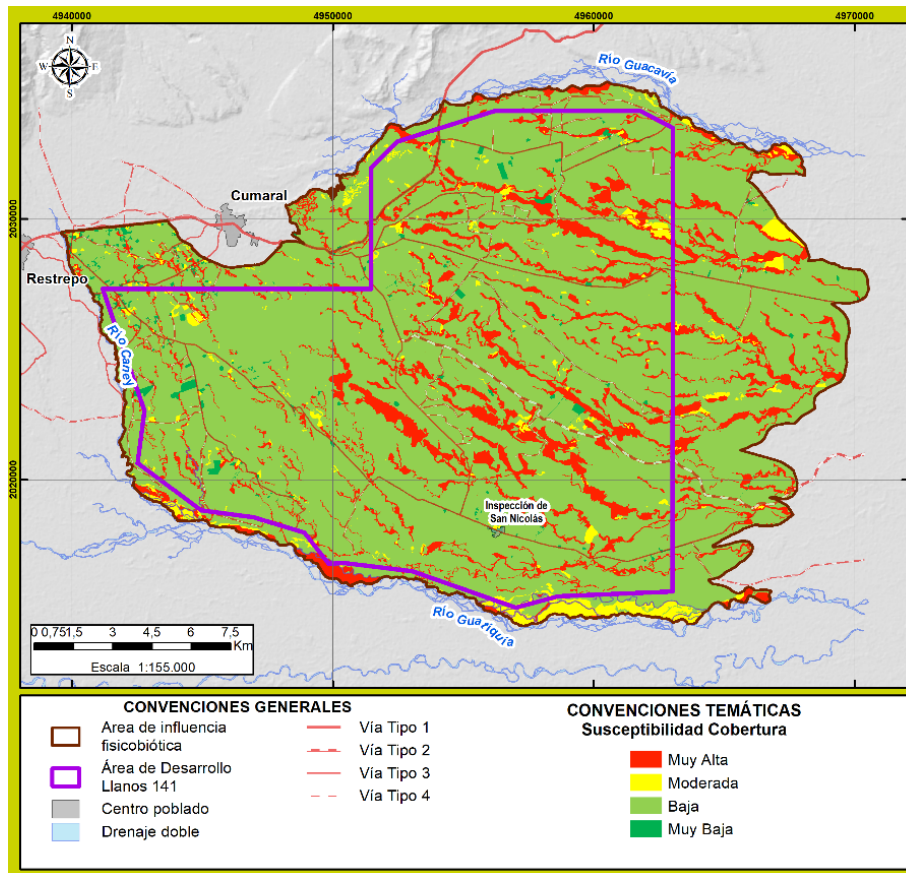 4940000 4950000 4960000 4970000
N
W E
S
Río Guacavía
Cumaral
2030000
Restrepo
Río Caney
2020000
Inspección de
San Nicolás
Río Guatiquía
0 0,75 1,5 3 4,5 6 7,5
Km
Escala 1:155.000
CONVENCIONES GENERALES
Area de influencia
fisicobiótica
Área de Desarrollo
Llanos 141
Centro poblado
Drenaje doble
Vía Tipo 1
Vía Tipo 2
Vía Tipo 3
Vía Tipo 4
CONVENCIONES TEMÁTICAS
Susceptibilidad Cobertura
Muy Alta
Moderada
Baja
Muy Baja